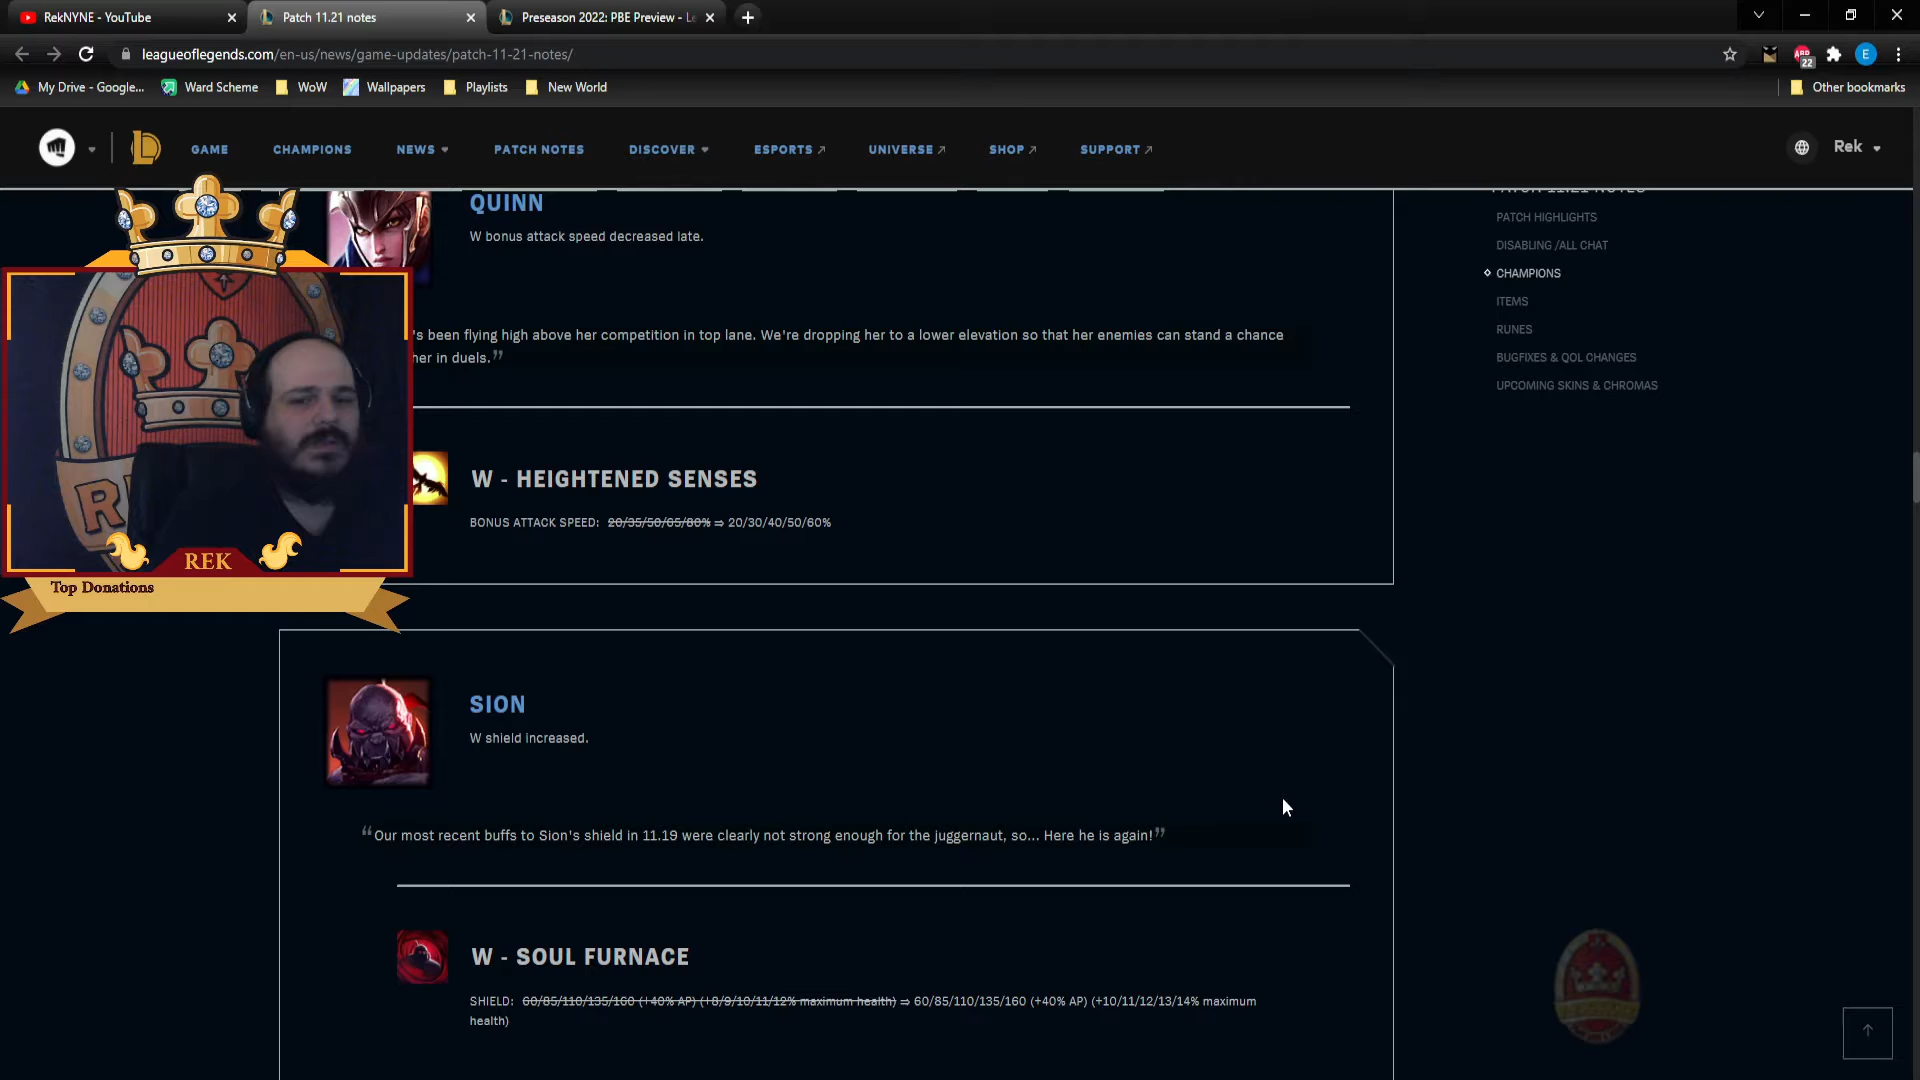 RekNYNE - YouTube
Patch 11.21 notes
Preseason 2022: PBE Preview - Le
leagueoflegends.com/en-us/news/game-updates/patch-11-21-notes/
22
E
My Drive - Google...
Ward Scheme
WoW
Wallpapers
Playlists
New World
Other bookmarks
GAME
CHAMPIONS
NEWS
PATCH NOTES
DISCOVER
ESPORTS
UNIVERSE
SHOP
SUPPORT
Rek
PATCH 11.21 NOTES
PATCH HIGHLIGHTS
DISABLING /ALL CHAT
CHAMPIONS
ITEMS
RUNES
BUGFIXES & QOL CHANGES
UPCOMING SKINS & CHROMAS
QUINN
W bonus attack speed decreased late.
's been flying high above her competition in top lane. We're dropping her to a lower elevation so that her enemies can stand a chance
her in duels.”
W - HEIGHTENED SENSES
BONUS ATTACK SPEED: 20/35/50/65/80% ⇒ 20/30/40/50/60%
REK
Top Donations
SION
W shield increased.
“Our most recent buffs to Sion's shield in 11.19 were clearly not strong enough for the juggernaut, so... Here he is again!”
W - SOUL FURNACE
SHIELD: 60/85/110/135/160 (+40% AP) (+8/9/10/11/12% maximum health) ⇒ 60/85/110/135/160 (+40% AP) (+10/11/12/13/14% maximum
health)